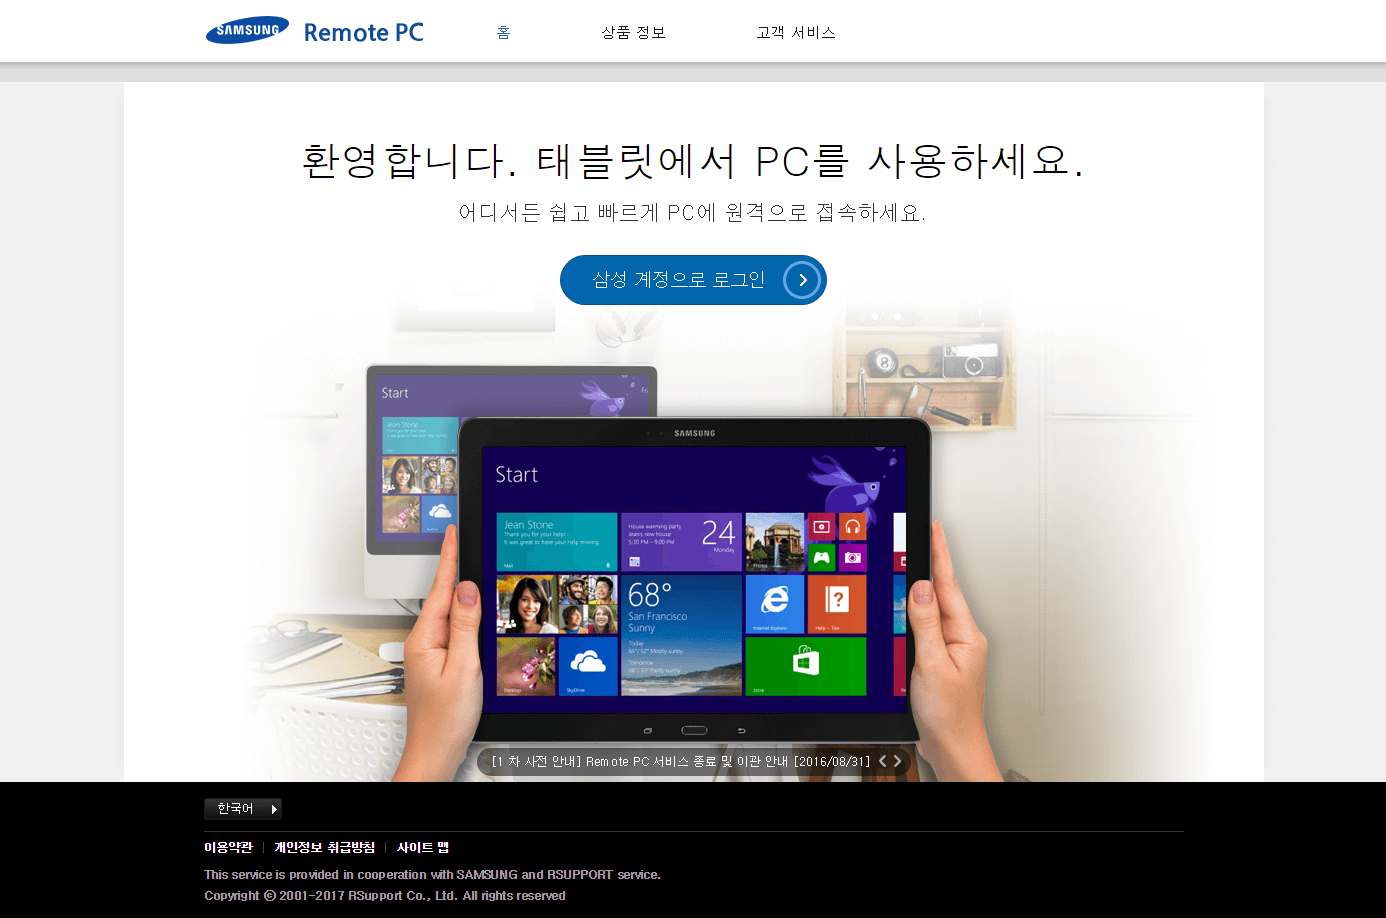 SAMSUNG Remote PC 홈 상품 정보 고객 서비스
환영합니다. 태블릿에서 PC를 사용하세요.
어디서든 쉽고 빠르게 PC에 원격으로 접속하세요.
삼성 계정으로 로그인
Start
Jean Stone
SAMSUNG
Start
Jean Stone
Thank you for your help!
It was great to have your help moving.
Mail
House warming party
Jean's new house
5:30 PM – 9:00 PM
24
Monday
Photos
68°
San Francisco
Sunny
Today
Tomorrow
Internet Explorer
Help + Tips
Desktop
SkyDrive
Store
[1 차 사전 안내] Remote PC 서비스 종료 및 이관 안내 [2016/08/31]
한국어
이용약관 개인정보 취급방침 사이트 맵
This service is provided in cooperation with SAMSUNG and RSUPPORT service.
Copyright ⓒ 2001-2017 RSupport Co., Ltd. All rights reserved